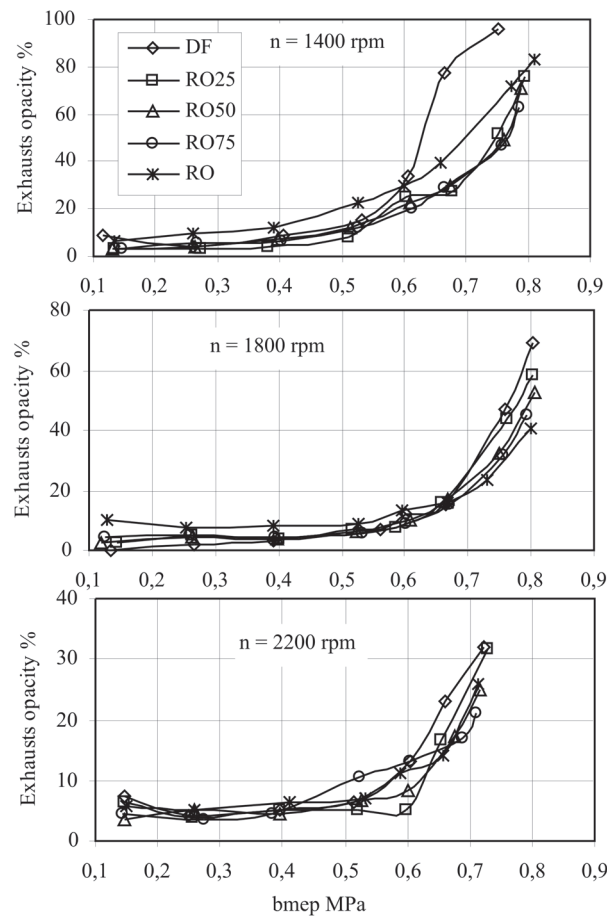 Exhausts opacity %
100
80
60
40
20
0
n = 1400 rpm
DF
RO25
RO50
RO75
RO
0,1 0,2 0,3 0,4 0,5 0,6 0,7 0,8 0,9
Exhausts opacity %
80
60
40
20
0
n = 1800 rpm
0,1 0,2 0,3 0,4 0,5 0,6 0,7 0,8 0,9
Exhausts opacity %
40
30
20
10
0
n = 2200 rpm
0,1 0,2 0,3 0,4 0,5 0,6 0,7 0,8 0,9
bmep MPa